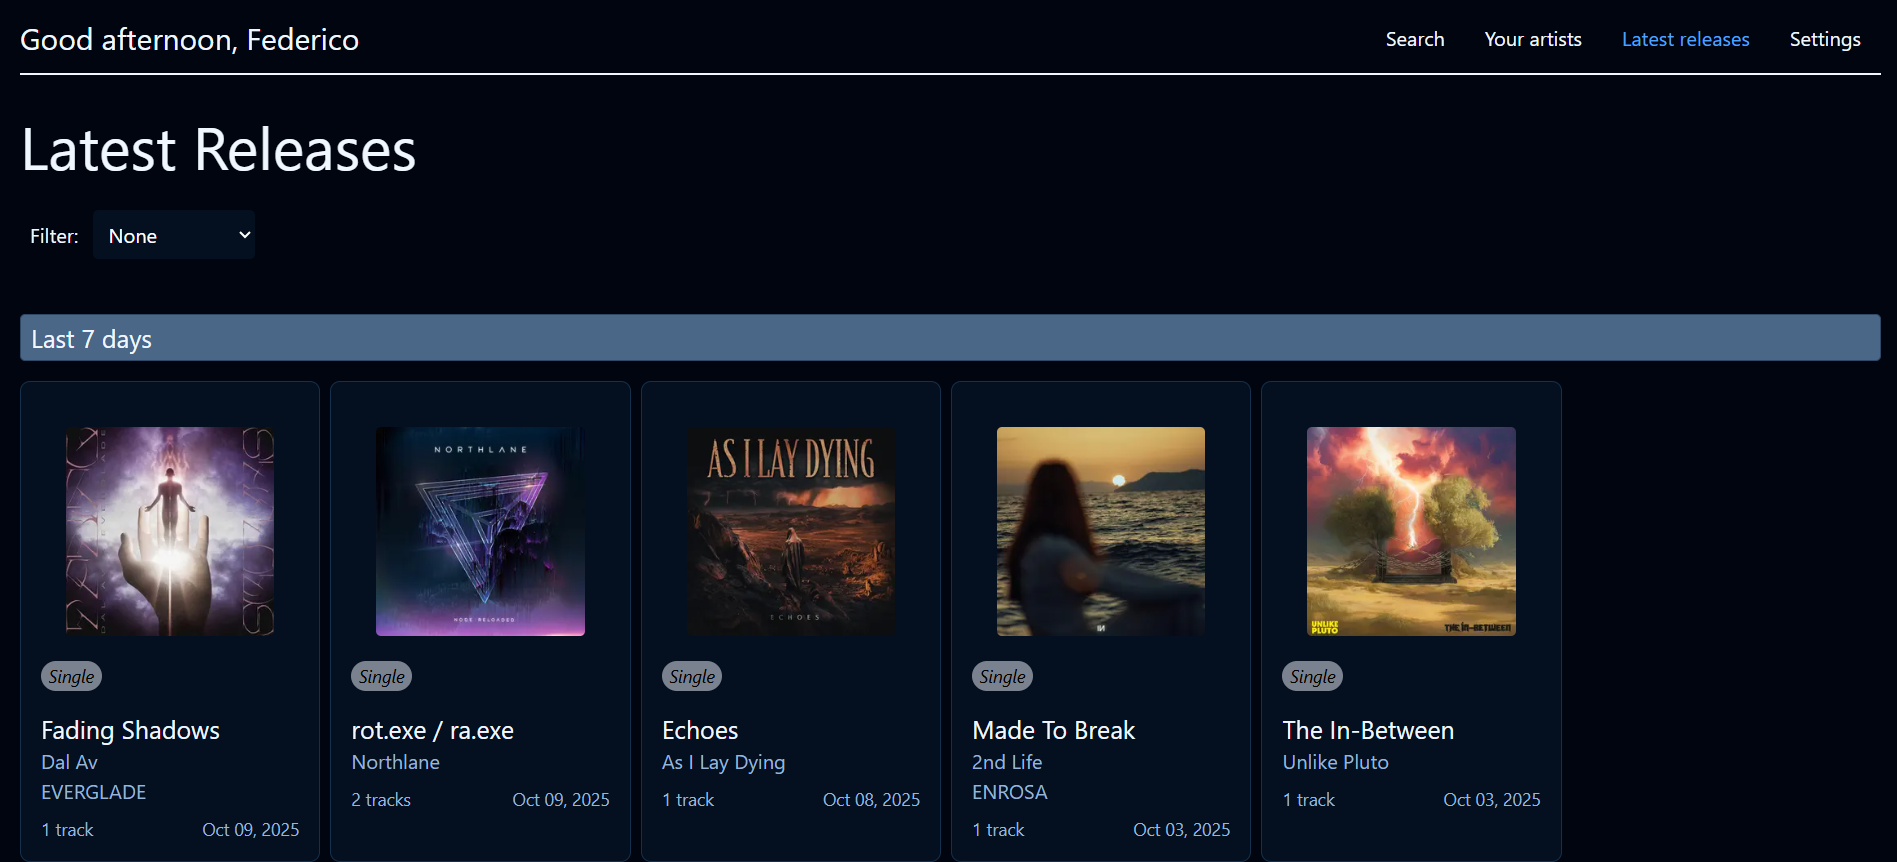 Good afternoon, Federico
Search
Your artists
Latest releases
Settings
Latest Releases
Filter:
None
Last 7 days
NORTHLANE
NODE: RELOADED
AS I LAY DYING
ECHOES
UNLIKE
PLUTO
THE IN-BETWEEN
Single
Single
Single
Single
Single
Fading Shadows
Dal Av
EVERGLADE
1 track
Oct 09, 2025
rot.exe / ra.exe
Northlane
2 tracks
Oct 09, 2025
Echoes
As I Lay Dying
1 track
Oct 08, 2025
Made To Break
2nd Life
ENROSA
1 track
Oct 03, 2025
The In-Between
Unlike Pluto
1 track
Oct 03, 2025